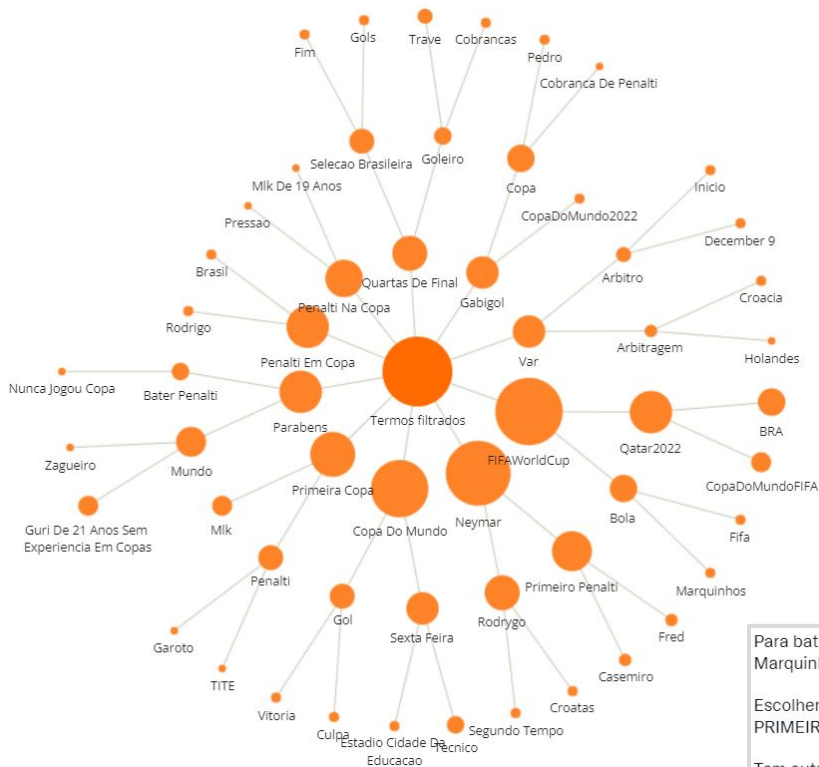 Gols
Trave
Cobrancas
Fim
Pedro
Cobranca De Penalti
Selecao Brasileira
Goleiro
Copa
Mlk De 19 Anos
Inicio
Pressao
CopaDoMundo2022
December 9
Brasil
Quartas De Final
Arbitro
Penalti Na Copa
Gabigol
Croacia
Rodrigo
Arbitragem
Holandes
Penalti Em Copa
Var
Nunca Jogou Copa
Bater Penalti
Parabens
Termos filtrados
BRA
Qatar2022
FIFAWorldCup
Zagueiro
Mundo
Primeira Copa
CopaDoMundoFIFA
Guri De 21 Anos Sem
Experiencia Em Copas
Mlk
Copa Do Mundo
Neymar
Bola
Fifa
Penalti
Primeiro Penalti
Marquinhos
Gol
Sexta Feira
Rodrygo
Fred
Garoto
TITE
Casemiro
Vitoria
Croatas
Culpa
Segundo Tempo
Estadio Cidade Da
Educacao
Tecnico
Para bat
Marquinh
Escolher
PRIMEIR